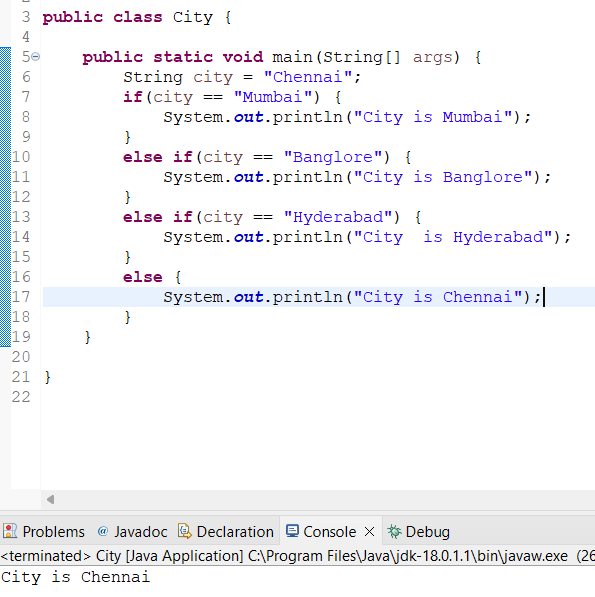 3 public class City {
4
5 public static void main(String[] args) {
6 String city = "Chennai";
7 if(city == "Mumbai") {
8 System.out.println("City is Mumbai");
9 }
10 else if(city == "Banglore") {
11 System.out.println("City is Banglore");
12 }
13 else if(city == "Hyderabad") {
14 System.out.println("City  is Hyderabad");
15 }
16 else {
17 System.out.println("City is Chennai");
18 }
19 }
20
21 }
22
Problems @ Javadoc Declaration Console Debug
<terminated> City [Java Application] C:\Program Files\Java\jdk-18.0.1.1\bin\javaw.exe (26
City is Chennai